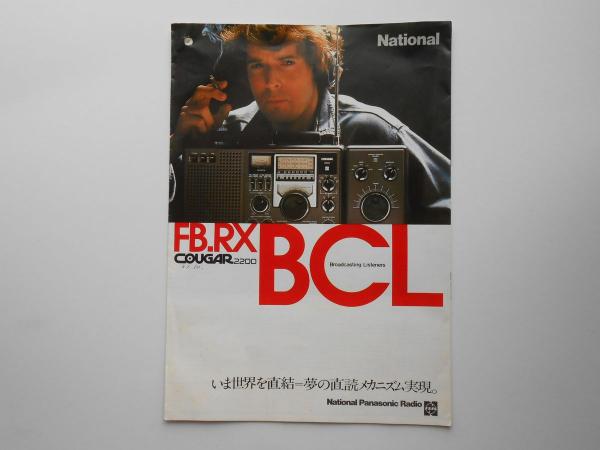 National
FB.RX
COUGAR 2200
BCL
Broadcasting Listeners
いま世界を直結=夢の直読メカニズム実現。
National Panasonic Radio